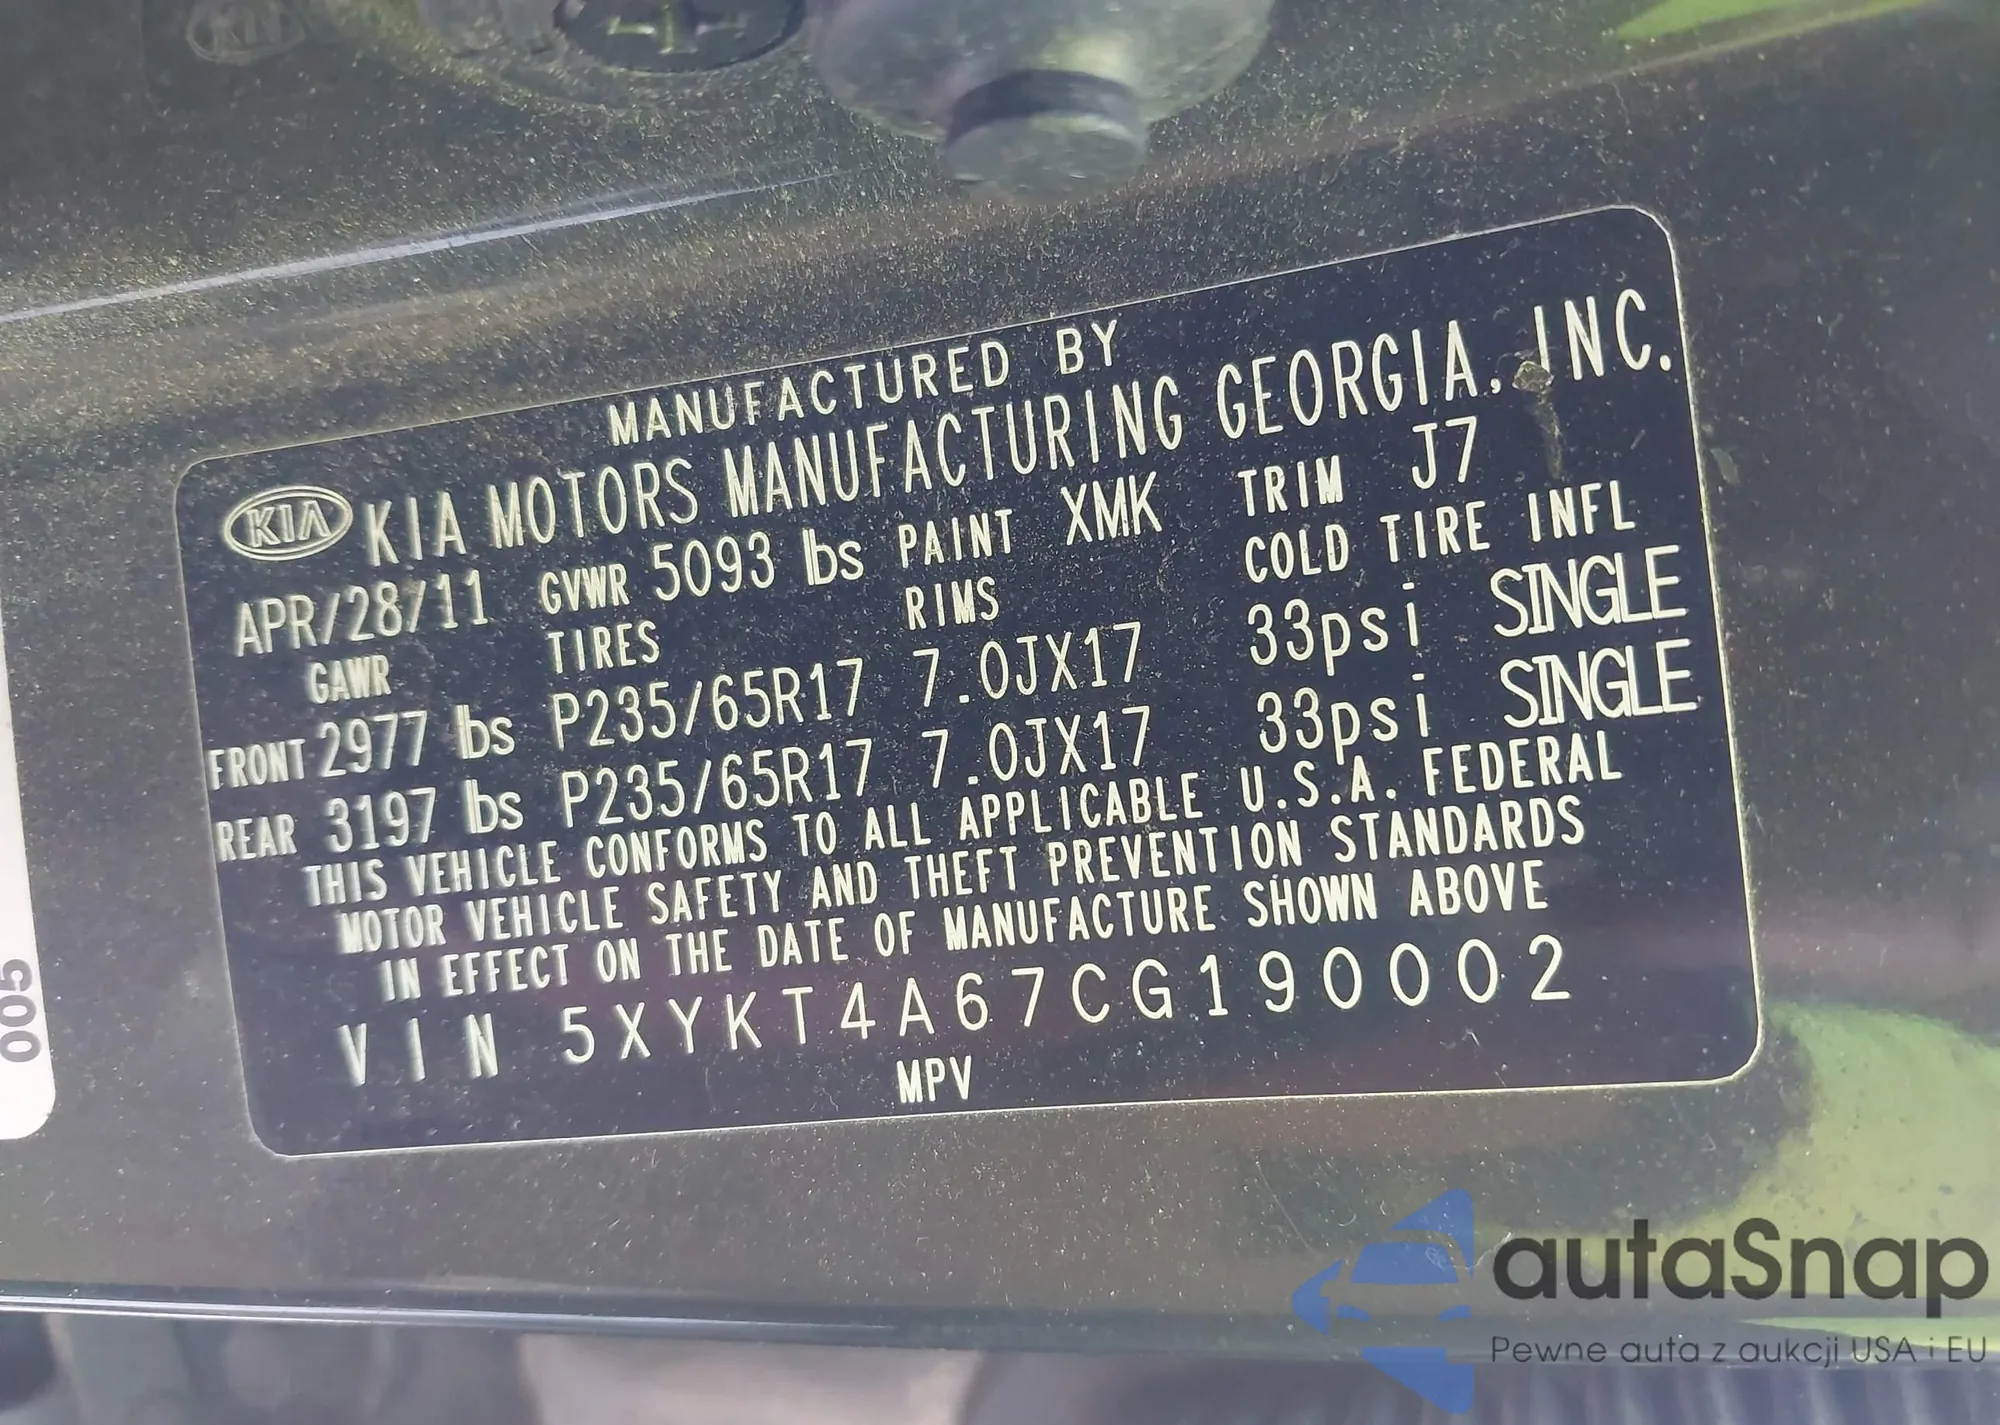 MANUFACTURED BY
KIA KIA MOTORS MANUFACTURING GEORGIA, INC.
APR/28/11 GVWR 5093 lbs PAINT XMK TRIM J7
GAWR TIRES RIMS COLD TIRE INFL
FRONT 2977 lbs P235/65R17 7.0JX17 33psi SINGLE
REAR 3197 lbs P235/65R17 7.0JX17 33psi SINGLE
THIS VEHICLE CONFORMS TO ALL APPLICABLE U.S.A. FEDERAL
MOTOR VEHICLE SAFETY AND THEFT PREVENTION STANDARDS
IN EFFECT ON THE DATE OF MANUFACTURE SHOWN ABOVE
VIN 5XYKT4A67CG190002
MPV
005
autaSnap
Pewne auta z aukcji USA i EU